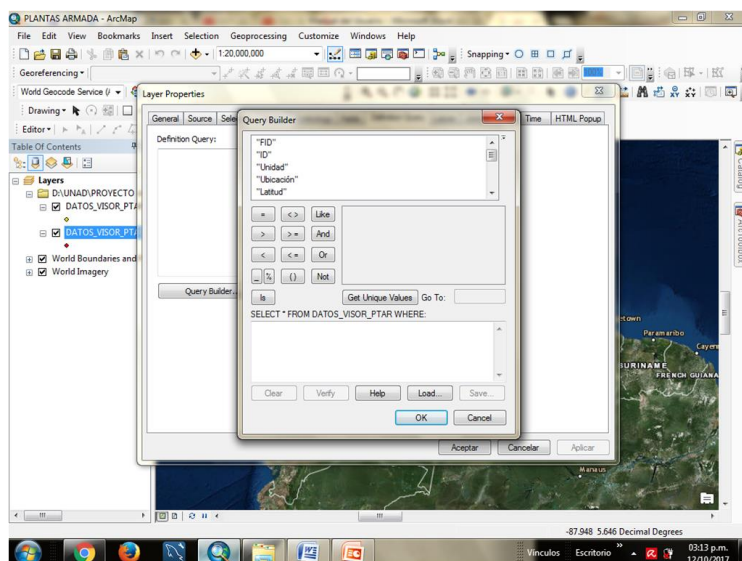 PLANTAS ARMADA - ArcMap
File Edit View Bookmarks Insert Selection Geoprocessing Customize Windows Help
1:20,000,000
Snapping
Georeferencing
World Geocode Service (
Layer Properties
Drawing
General Source
Query Builder
Time HTML Popup
Editor
Table Of Contents
Definition Query:
"FID"
"ID"
"Unidad"
"Ubicación"
"Latitud"
Catalog
ArcToolbox
Layers
D:\UNAD\PROYECTO
DATOS_VISOR_PTA
DATOS_VISOR_PTA
World Boundaries and
World Imagery
= < > Like
> > = And
< < = Or
_ % ( ) Not
Is Get Unique Values Go To:
Query Builder..
SELECT * FROM DATOS_VISOR_PTAR WHERE:
Paramaribo
SURINAME
FRENCH GUIANA
Clear Verify Help Load... Save...
OK Cancel
Aceptar Cancelar Aplicar
Manaus
-87.948 5.646 Decimal Degrees
Vínculos Escritorio
03:13 p.m.
12/10/2017